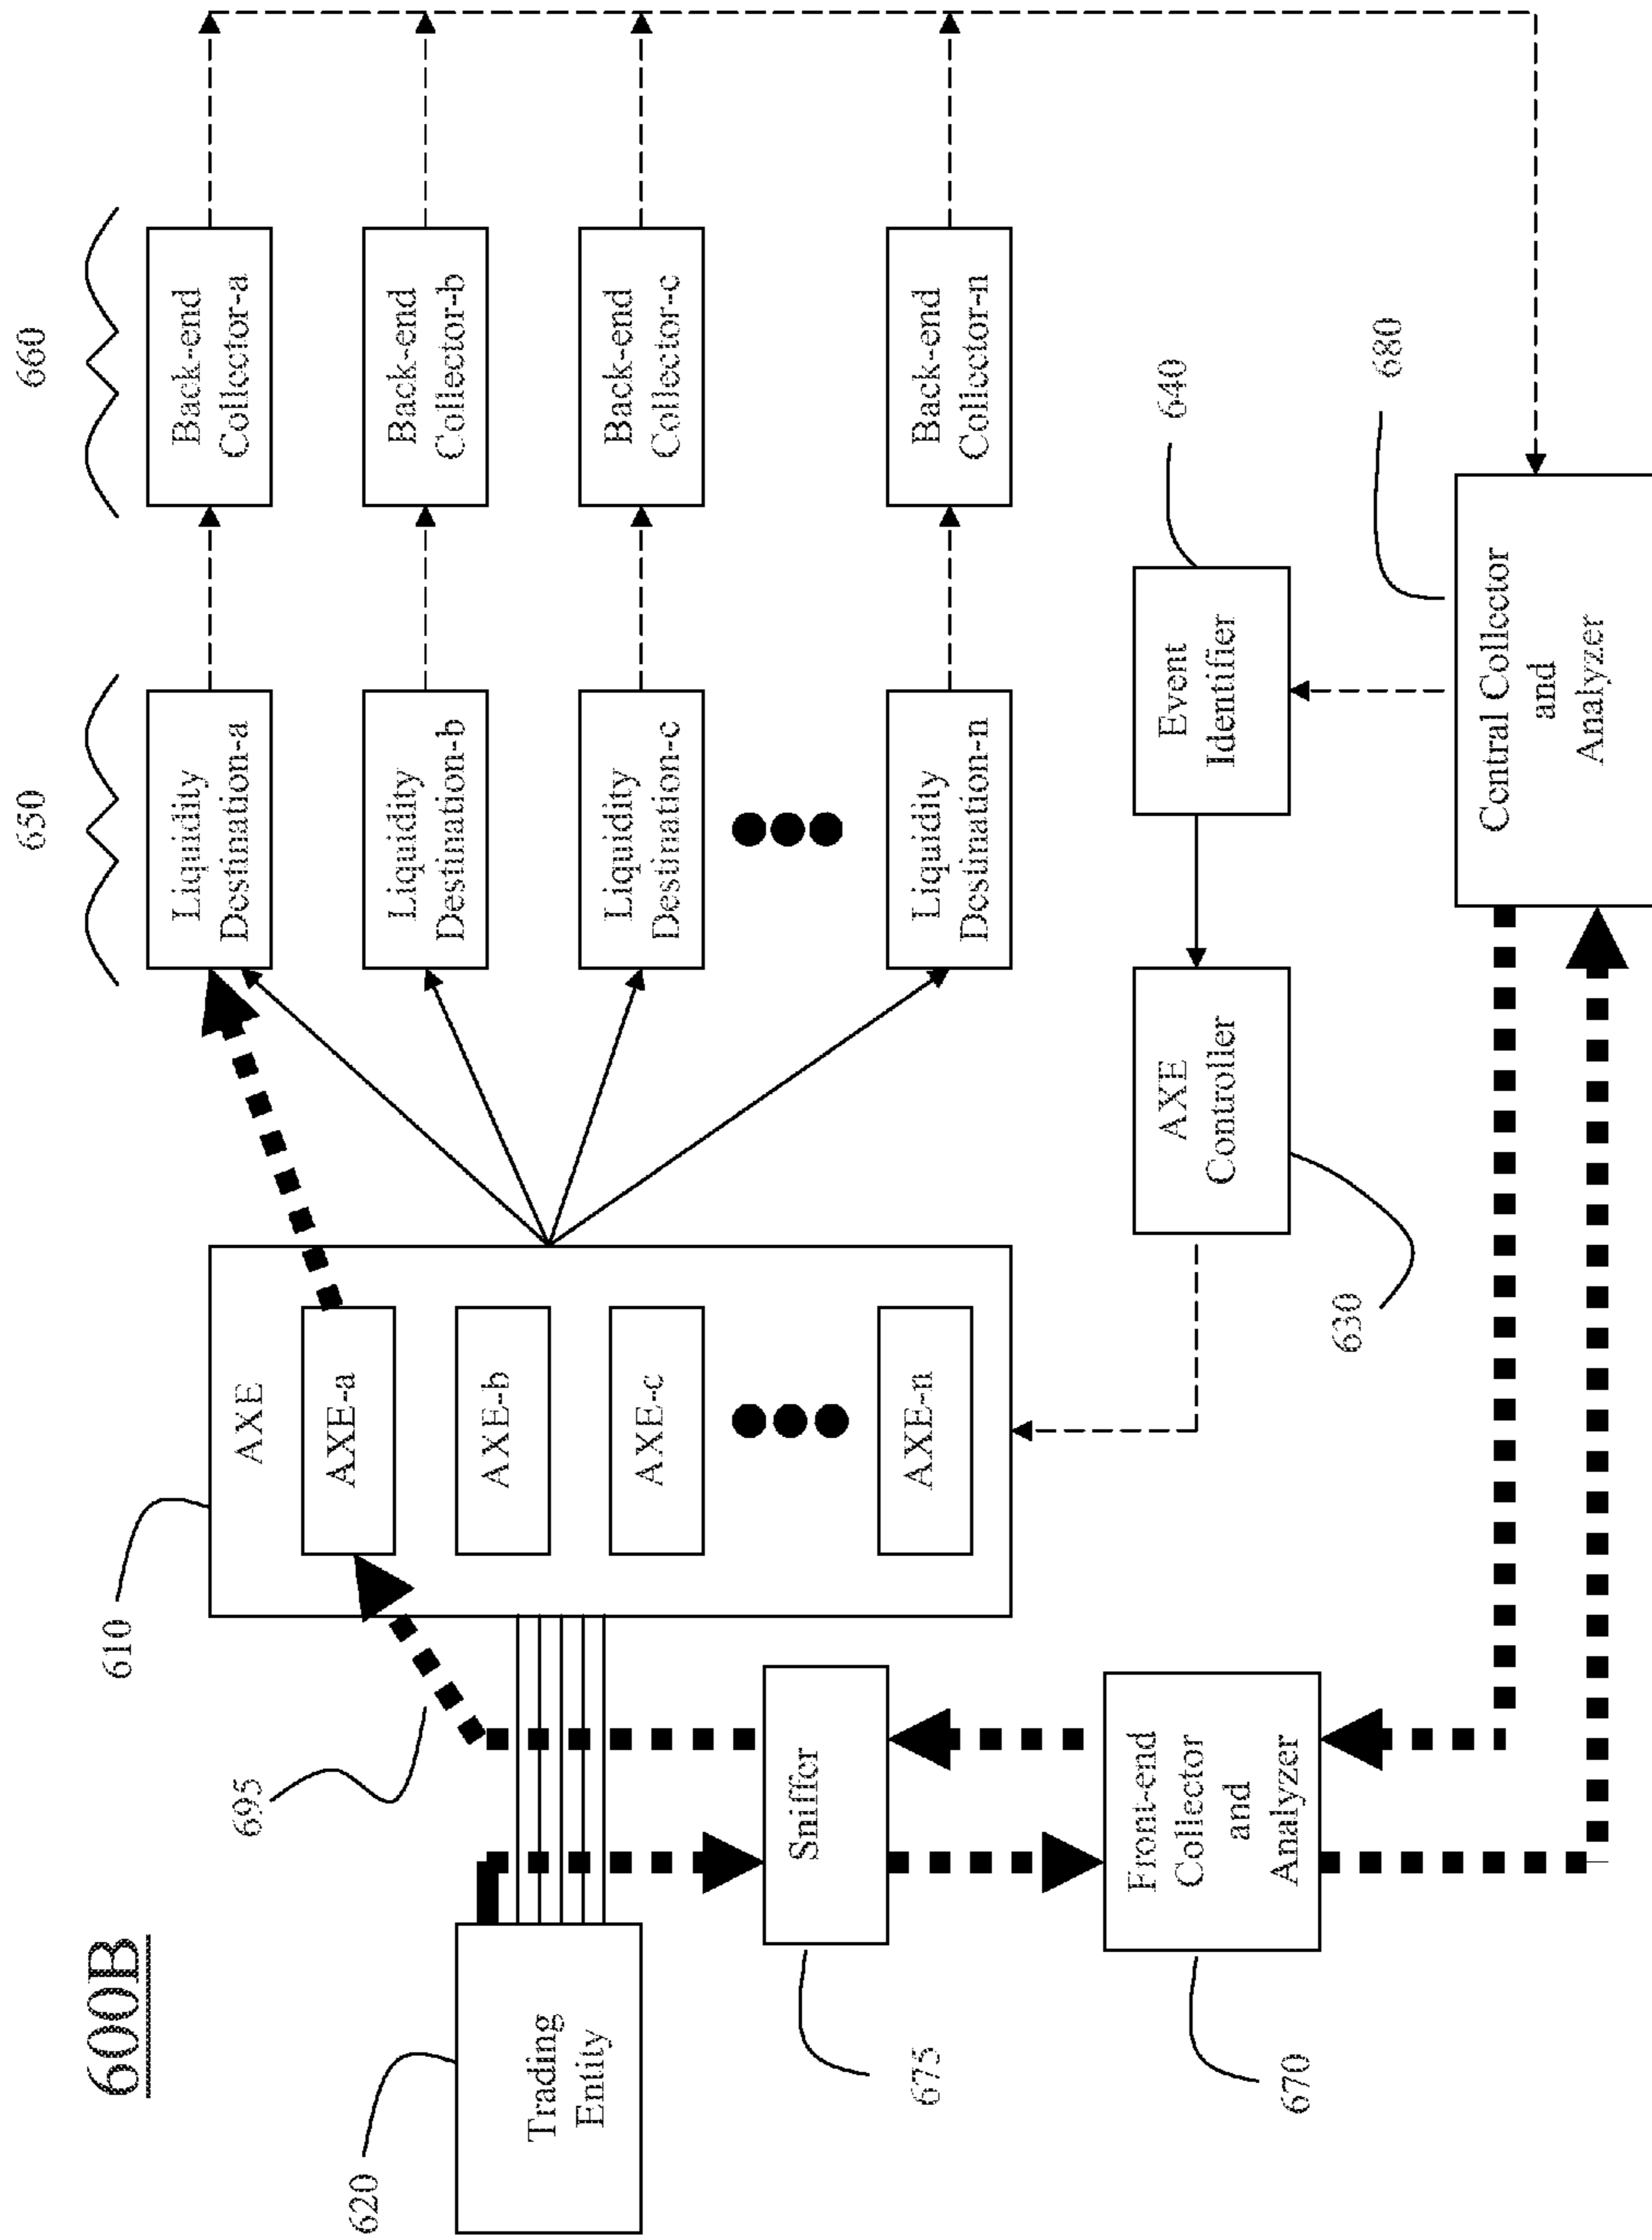 600B
620
Trading
Entity
610
AXE
AXE-a
AXE-b
AXE-c
AXE-n
695
Sniffer
675
Front-end
Collector
and
Analyzer
670
650
Liquidity
Destination-a
Liquidity
Destination-b
Liquidity
Destination-c
Liquidity
Destination-n
660
Back-end
Collector-a
Back-end
Collector-b
Back-end
Collector-c
Back-end
Collector-n
AXE
Controller
630
Event
Identifier
640
Central Collector
and
Analyzer
680